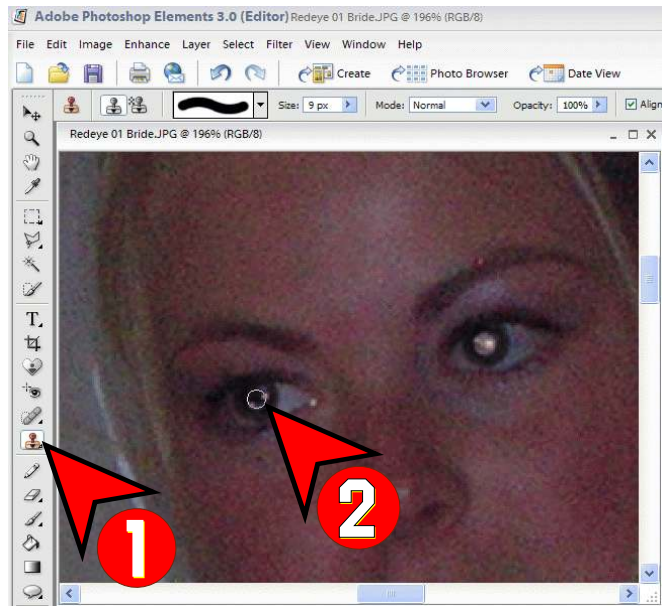 Adobe Photoshop Elements 3.0 (Editor) Redeye 01 Bride.JPG @ 196% (RGB/8)
File Edit Image Enhance Layer Select Filter View Window Help
Create Photo Browser Date View
Size: 9 px Mode: Normal Opacity: 100% Align
Redeye 01 Bride.JPG @ 196% (RGB/8)
T
1
2